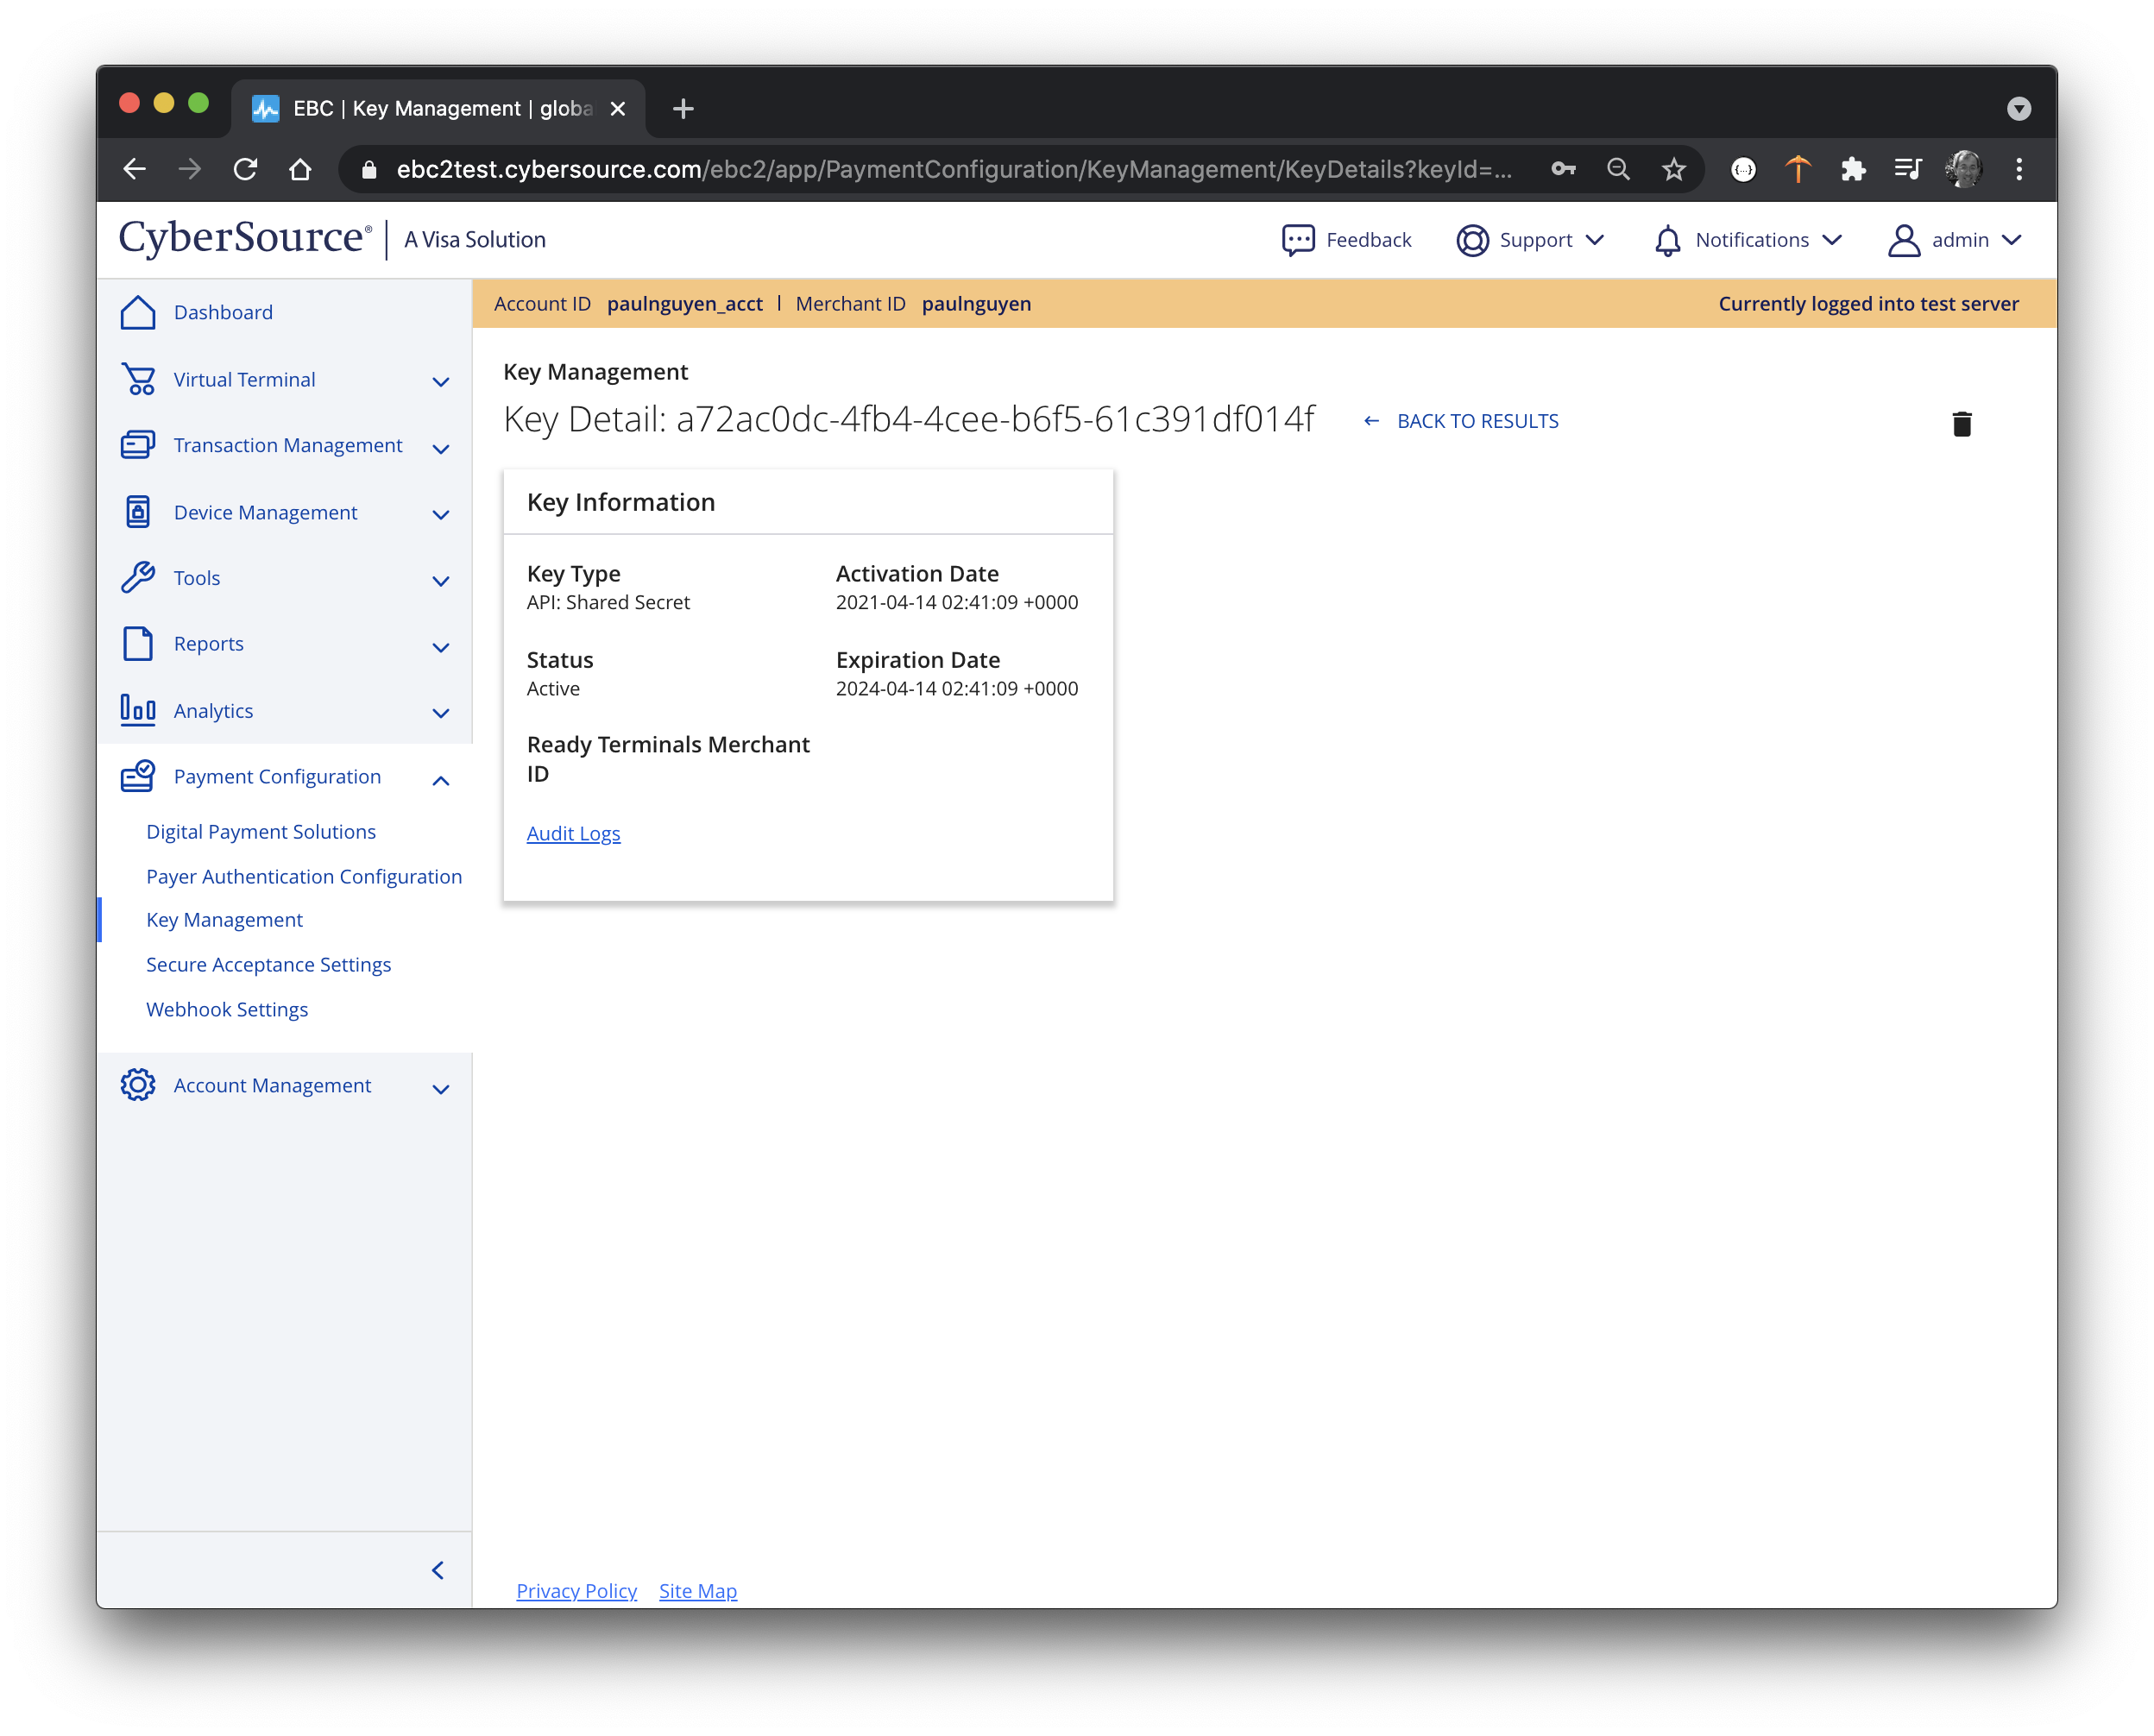 EBC | Key Management | globa
ebc2test.cybersource.com/ebc2/app/PaymentConfiguration/KeyManagement/KeyDetails?keyId=...
CyberSource® | A Visa Solution
Feedback
Support
Notifications
admin
Account ID paulnguyen_acct | Merchant ID paulnguyen
Currently logged into test server
Dashboard
Virtual Terminal
Transaction Management
Device Management
Tools
Reports
Analytics
Payment Configuration
Digital Payment Solutions
Payer Authentication Configuration
Key Management
Secure Acceptance Settings
Webhook Settings
Account Management
Key Management
Key Detail: a72ac0dc-4fb4-4cee-b6f5-61c391df014f
← BACK TO RESULTS
Key Information
Key Type
API: Shared Secret
Activation Date
2021-04-14 02:41:09 +0000
Status
Active
Expiration Date
2024-04-14 02:41:09 +0000
Ready Terminals Merchant
ID
Audit Logs
Privacy Policy
Site Map